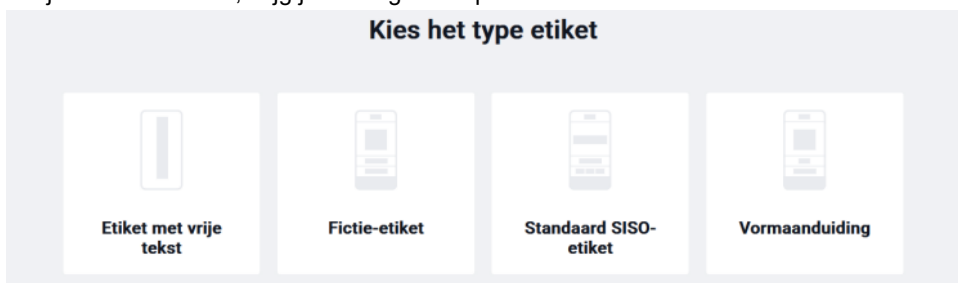 Kies het type etiket
Etiket met vrije
tekst
Fictie-etiket
Standaard SISO-
etiket
Vormaanduiding